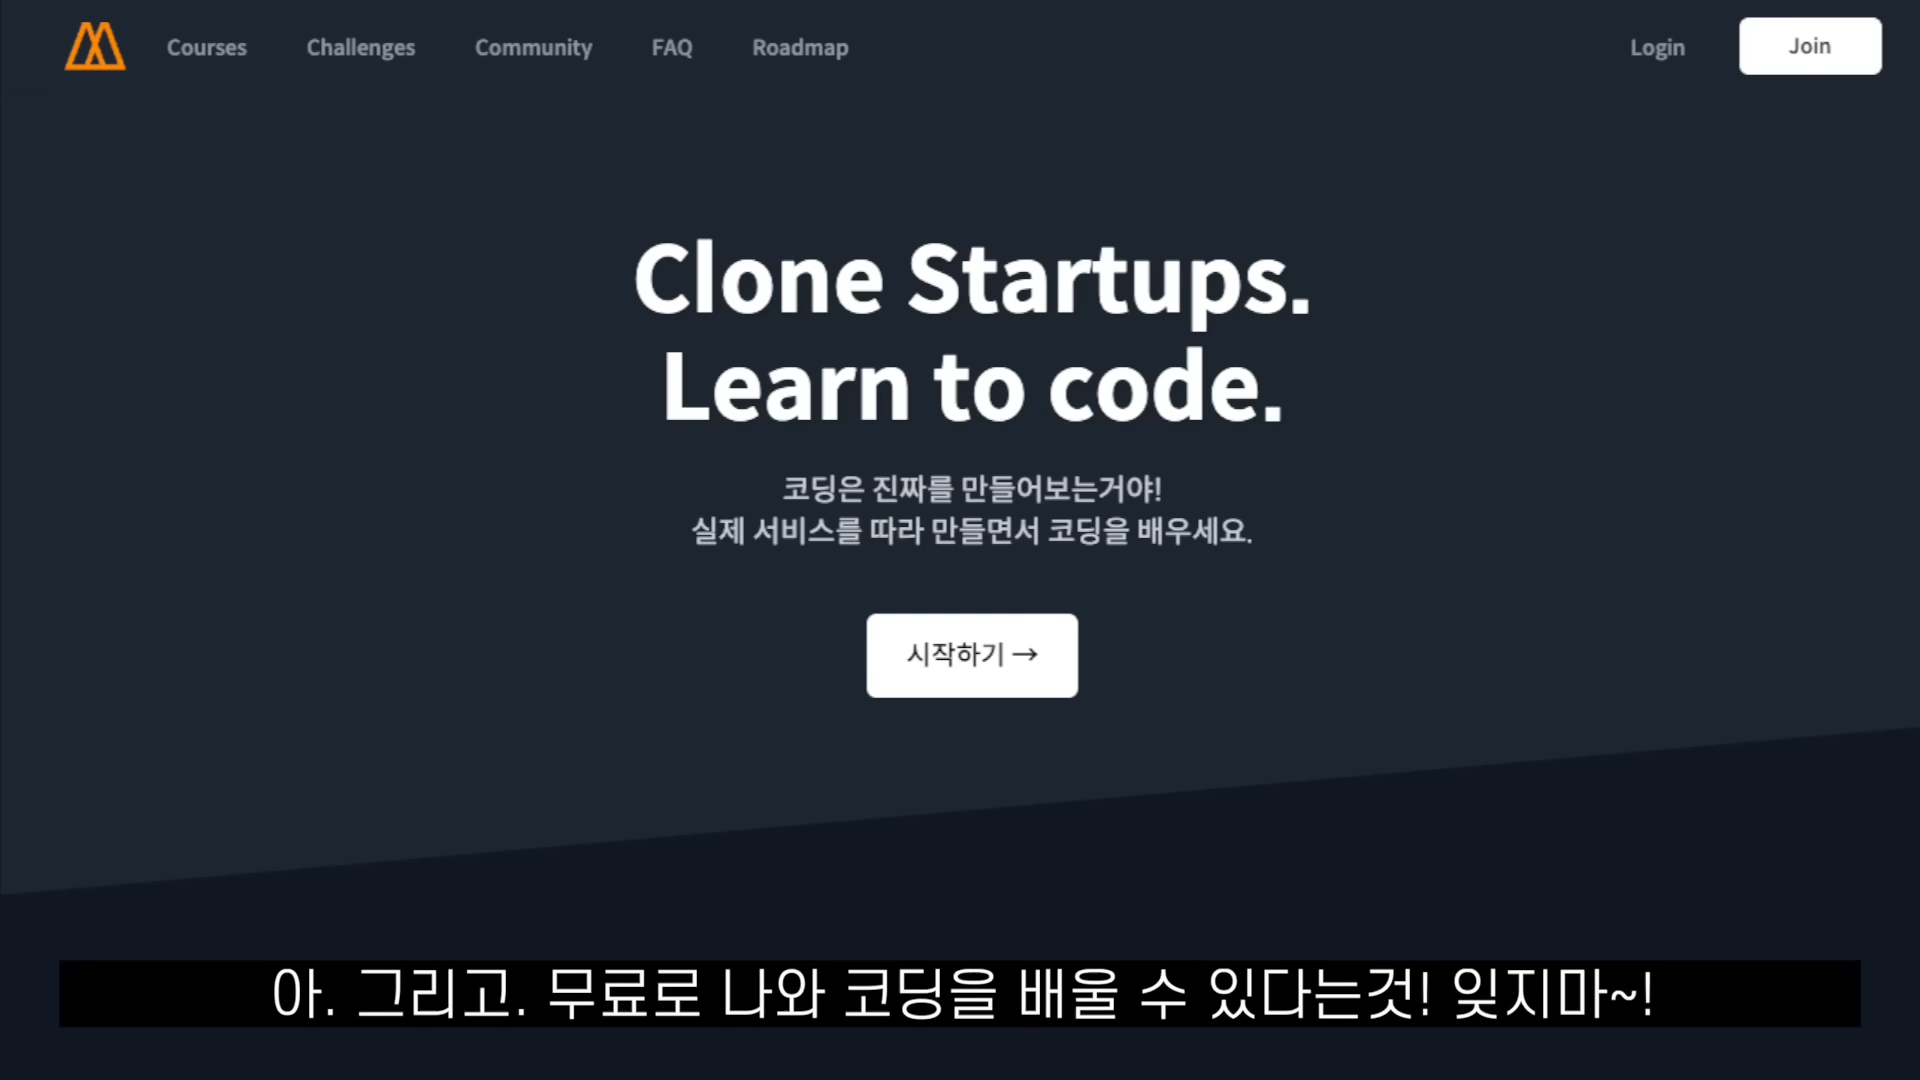 Courses
Challenges
Community
FAQ
Roadmap
Login
Join
Clone Startups.
Learn to code.
코딩은 진짜를 만들어보는거야!
실제 서비스를 따라 만들면서 코딩을 배우세요.
시작하기 →
아. 그리고. 무료로 나와 코딩을 배울 수 있다는것! 잊지마~!